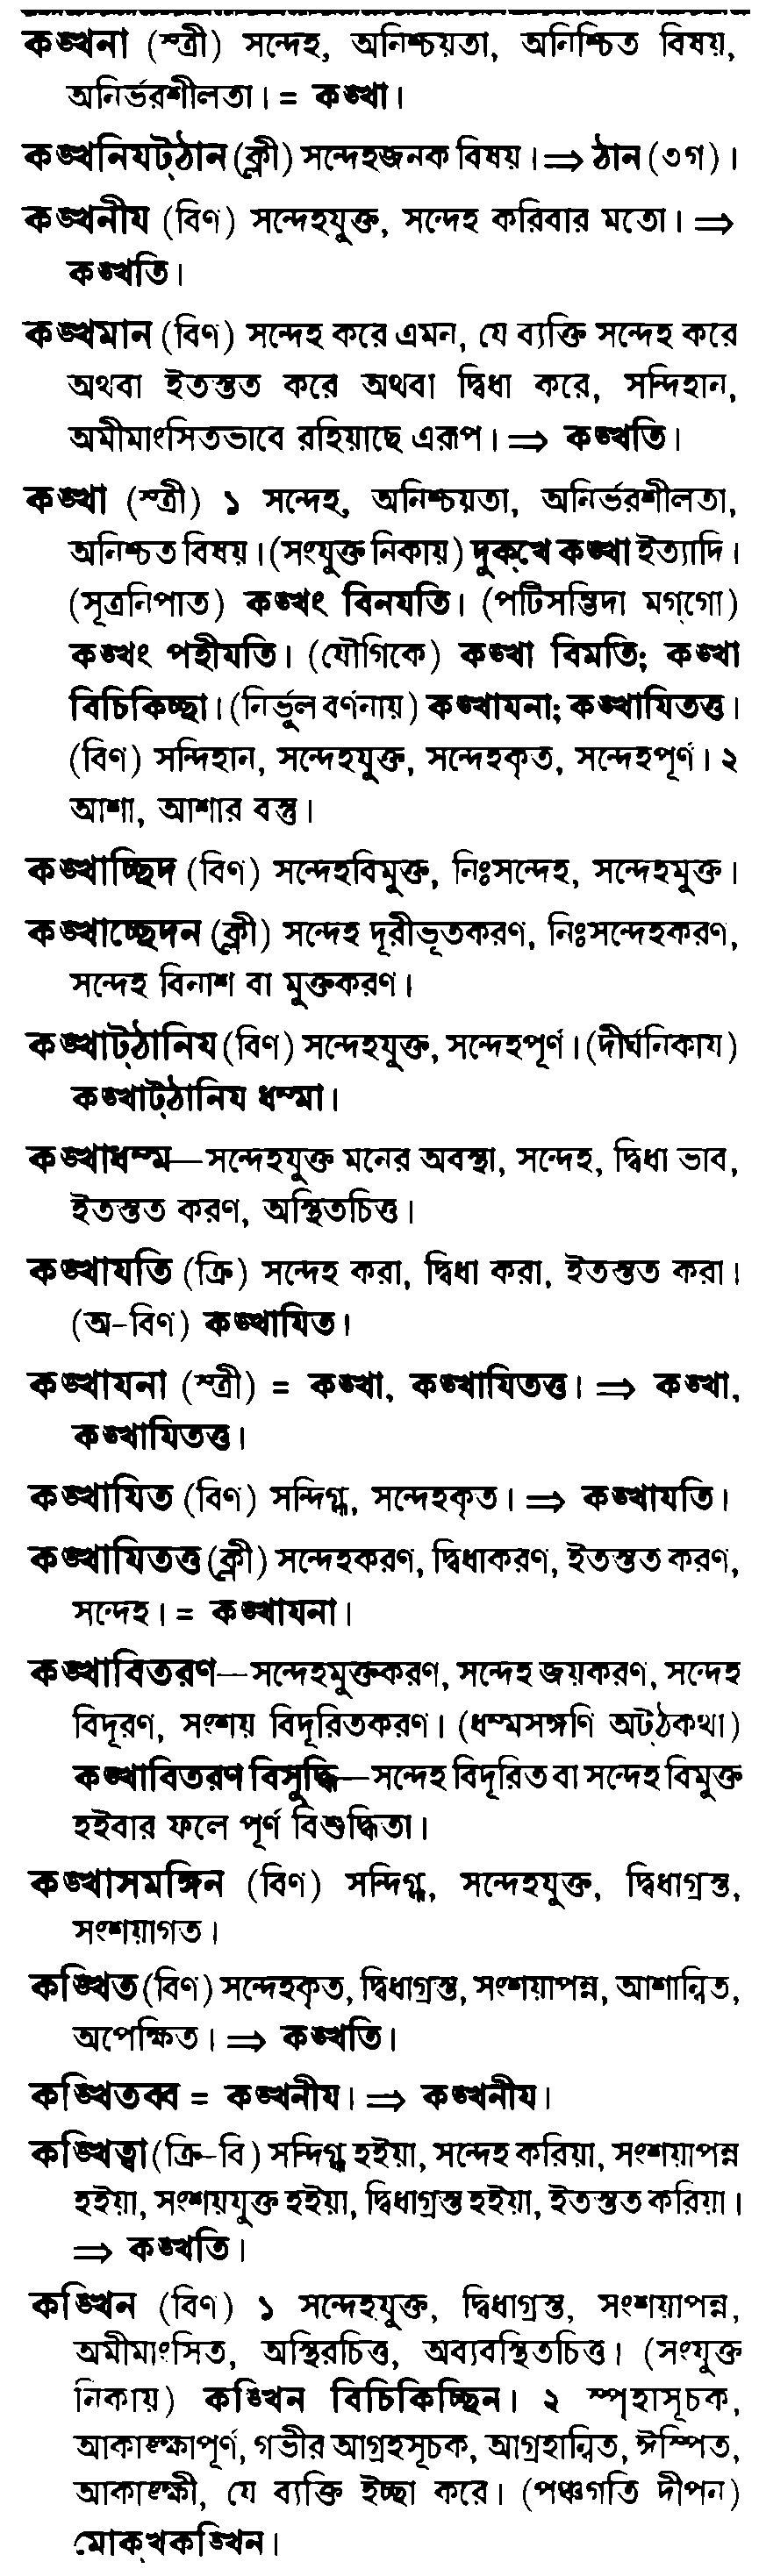 কঙ্খনা (স্ত্রী) সন্দেহ, অনিশ্চয়তা, অনিশ্চিত বিষয়,
অনির্ভরশীলতা। = কঙ্খা।
কঙ্খনিযট্ঠান (ক্লী) সন্দেহজনক বিষয়। ⇒ ঠান (৩গ)।
কঙ্খনীয (বিণ) সন্দেহযুক্ত, সন্দেহ করিবার মতো। ⇒
কঙ্খতি।
কঙ্খমান (বিণ) সন্দেহ করে এমন, যে ব্যক্তি সন্দেহ করে
অথবা ইতস্তত করে অথবা দ্বিধা করে, সন্দিহান,
অমীমাংসিতভাবে রহিয়াছে এরূপ। ⇒ কঙ্খতি।
কঙ্খা (স্ত্রী) ১ সন্দেহ, অনিশ্চয়তা, অনির্ভরশীলতা,
অনিশ্চত বিষয়। (সংযুক্ত নিকায়) দুক্খে কঙ্খা ইত্যাদি।
(সূত্রনিপাত) কঙ্খং বিনযতি। (পটিসম্ভিদা মগ্গো)
কঙ্খং পহীযতি। (যৌগিকে) কঙ্খা বিমতি; কঙ্খা
বিচিকিচ্ছা। (নির্ভুল বর্ণনায়) কঙ্খাযনা; কঙ্খাযিতত্ত।
(বিণ) সন্দিহান, সন্দেহযুক্ত, সন্দেহকৃত, সন্দেহপূর্ণ। ২
আশা, আশার বস্তু।
কঙ্খাচ্ছিদ (বিণ) সন্দেহবিমুক্ত, নিঃসন্দেহ, সন্দেহমুক্ত।
কঙ্খাচ্ছেদন (ক্লী) সন্দেহ দূরীভূতকরণ, নিঃসন্দেহকরণ,
সন্দেহ বিনাশ বা মুক্তকরণ।
কঙ্খাট্ঠানিয (বিণ) সন্দেহযুক্ত, সন্দেহপূর্ণ। (দীর্ঘনিকায)
কঙ্খাট্ঠানিয ধম্মা।
কঙ্খাধম্ম—সন্দেহযুক্ত মনের অবস্থা, সন্দেহ, দ্বিধা ভাব,
ইতস্তত করণ, অস্থিতচিত্ত।
কঙ্খাযতি (ক্রি) সন্দেহ করা, দ্বিধা করা, ইতস্তত করা।
(অ-বিণ) কঙ্খাযিত।
কঙ্খাযনা (স্ত্রী) = কঙ্খা, কঙ্খাযিতত্ত। ⇒ কঙ্খা,
কঙ্খাযিতত্ত।
কঙ্খাযিত (বিণ) সন্দিগ্ধ, সন্দেহকৃত। ⇒ কঙ্খাযতি।
কঙ্খাযিতত্ত (ক্লী) সন্দেহকরণ, দ্বিধাকরণ, ইতস্তত করণ,
সন্দেহ। = কঙ্খাযনা।
কঙ্খাবিতরণ—সন্দেহমুক্তকরণ, সন্দেহ জয়করণ, সন্দেহ
বিদূরণ, সংশয় বিদূরিতকরণ। (ধম্মসঙ্গণি অট্ঠকথা)
কঙ্খাবিতরণ বিসুদ্ধি—সন্দেহ বিদূরিত বা সন্দেহ বিমুক্ত
হইবার ফলে পূর্ণ বিশুদ্ধিতা।
কঙ্খাসমঙ্গিন (বিণ) সন্দিগ্ধ, সন্দেহযুক্ত, দ্বিধাগ্রস্ত,
সংশয়াগত।
কঙ্খিত (বিণ) সন্দেহকৃত, দ্বিধাগ্রস্ত, সংশয়াপন্ন, আশান্বিত,
অপেক্ষিত। ⇒ কঙ্খতি।
কঙ্খিতব্ব = কঙ্খনীয। ⇒ কঙ্খনীয।
কঙ্খিত্বা (ক্রি-বি) সন্দিগ্ধ হইয়া, সন্দেহ করিয়া, সংশয়াপন্ন
হইয়া, সংশয়যুক্ত হইয়া, দ্বিধাগ্রস্ত হইয়া, ইতস্তত করিয়া।
⇒ কঙ্খতি।
কঙ্খিন (বিণ) ১ সন্দেহযুক্ত, দ্বিধাগ্রস্ত, সংশয়াপন্ন,
অমীমাংসিত, অস্থিরচিত্ত, অব্যবস্থিতচিত্ত। (সংযুক্ত
নিকায়) কঙ্খিন বিচিকিচ্ছিন। ২ স্পৃহাসূচক,
আকাঙ্ক্ষাপূর্ণ, গভীর আগ্রহসূচক, আগ্রহান্বিত, ঈপ্সিত,
আকাঙ্ক্ষী, যে ব্যক্তি ইচ্ছা করে। (পঞ্চগতি দীপন)
মোক্খকঙ্খিন।